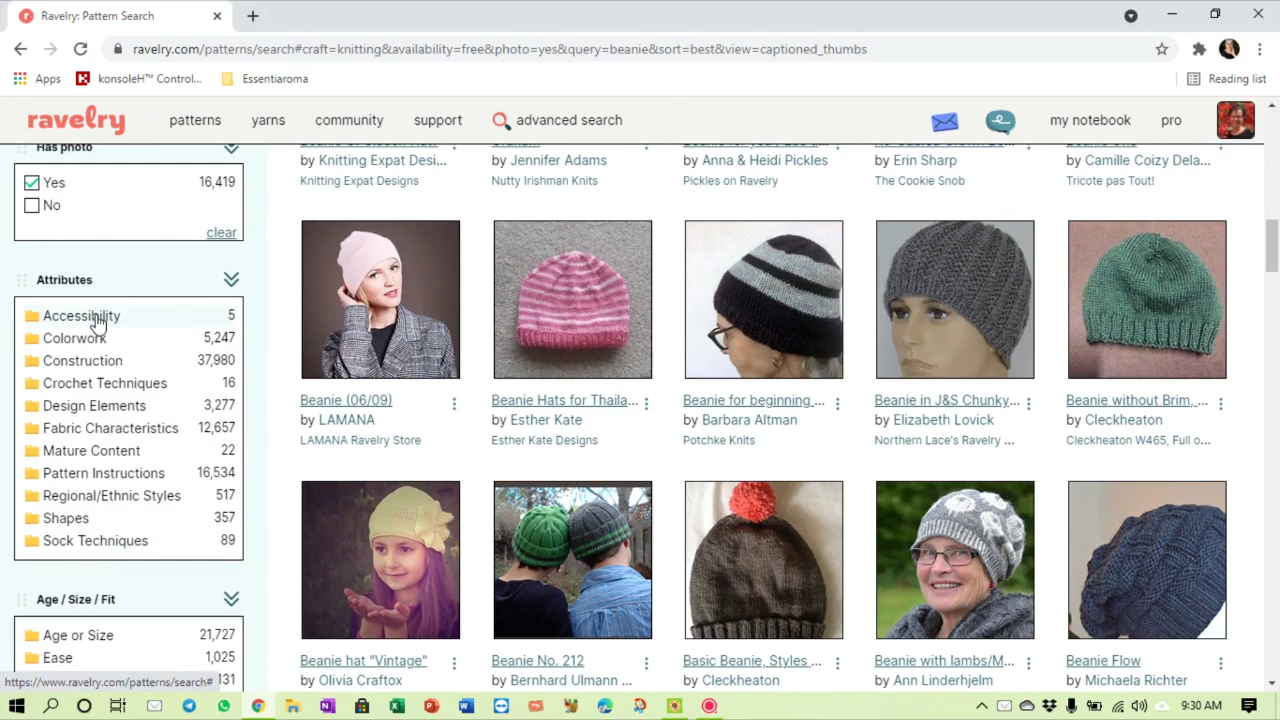 Ravelry: Pattern Search
ravelry.com/patterns/search#craft=knitting&availability=free&photo=yes&query=beanie&sort=best&view=captioned_thumbs
Apps
konsoleH™ Control...
Essentiaroma
Reading list
ravelry
patterns
yarns
community
support
advanced search
my notebook
pro
Has photo
Yes 16,419
No
clear
Attributes
Accessibility 5
Colorwork 5,247
Construction 37,980
Crochet Techniques 16
Design Elements 3,277
Fabric Characteristics 12,657
Mature Content 22
Pattern Instructions 16,534
Regional/Ethnic Styles 517
Shapes 357
Sock Techniques 89
Age / Size / Fit
Age or Size 21,727
Ease 1,025
131
https://www.ravelry.com/patterns/search#
by Knitting Expat Desi...
Knitting Expat Designs
by Jennifer Adams
Nutty Irishman Knits
by Anna & Heidi Pickles
Pickles on Ravelry
by Erin Sharp
The Cookie Snob
by Camille Coizy Dela...
Tricote pas Tout!
Beanie (06/09)
by LAMANA
LAMANA Ravelry Store
Beanie Hats for Thaila...
by Esther Kate
Esther Kate Designs
Beanie for beginning ...
by Barbara Altman
Potchke Knits
Beanie in J&S Chunky...
by Elizabeth Lovick
Northern Lace's Ravelry ...
Beanie without Brim, ...
by Cleckheaton
Cleckheaton W465, Full o...
Beanie hat "Vintage"
by Olivia Craftox
Beanie No. 212
by Bernhard Ulmann ...
Basic Beanie, Styles ...
by Cleckheaton
Beanie with lambs/M...
by Ann Linderhjelm
Beanie Flow
by Michaela Richter
9:30 AM